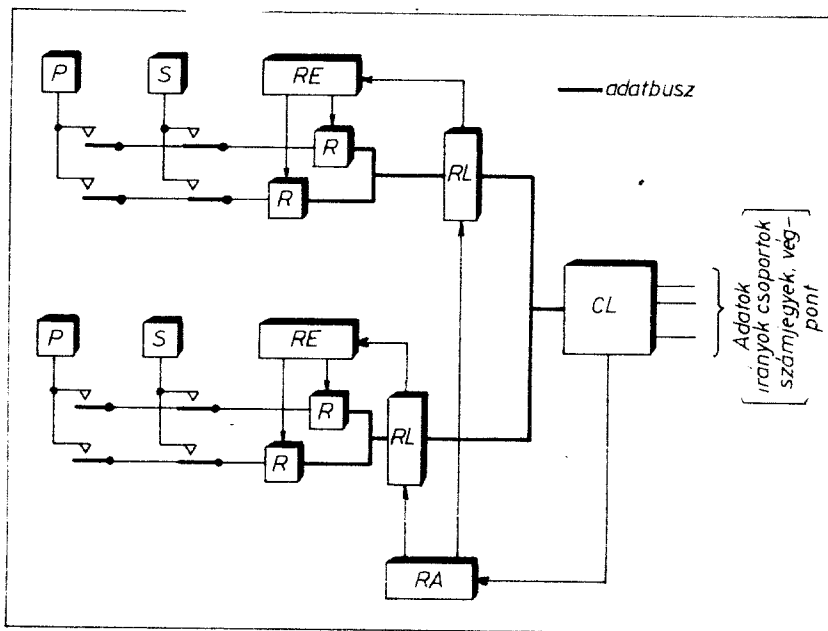 P
S
RE
adatbusz
R
RL
R
CL
Adatok
irányok csoportok
számjegyek, vég-
pont
P
S
RE
R
RL
R
RA